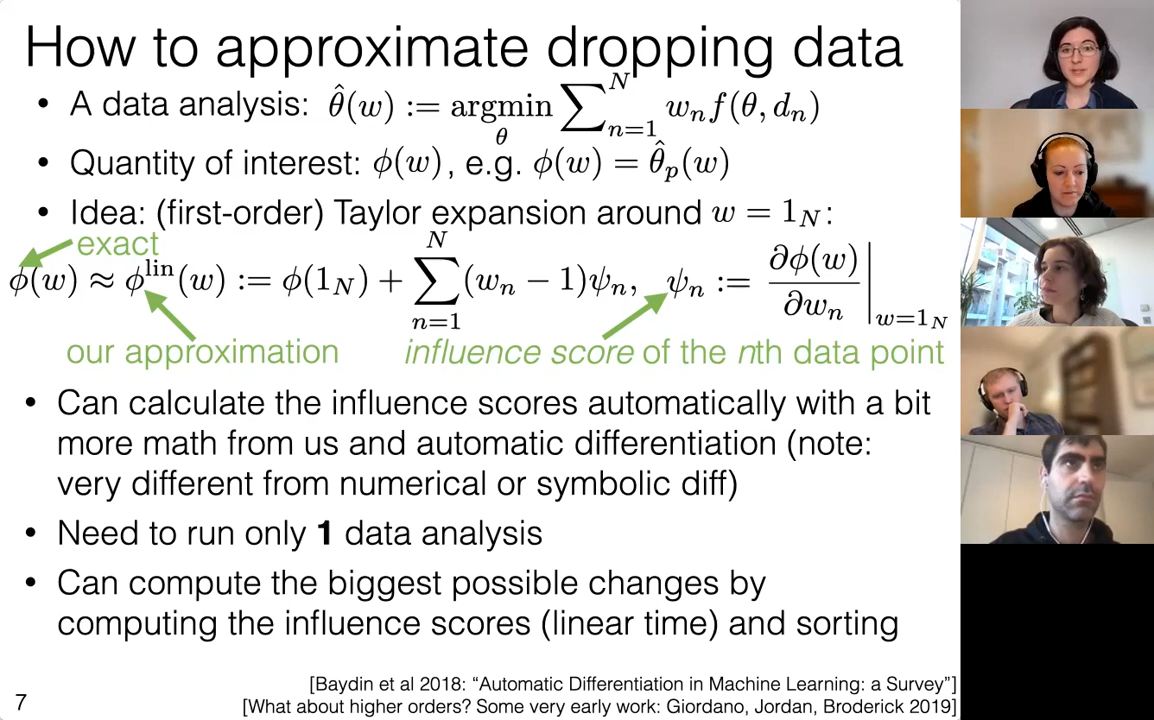 How to approximate dropping data
• A data analysis: θ̂(w) := argmin_θ ∑_{n=1}^{N} w_n f(θ, d_n)
• Quantity of interest: ϕ(w), e.g. ϕ(w) = θ̂_p(w)
• Idea: (first-order) Taylor expansion around w = 1_N:
exact
ϕ(w) ≈ ϕ^lin(w) := ϕ(1_N) + ∑_{n=1}^{N} (w_n − 1)ψ_n, ψ_n := ∂ϕ(w)/∂w_n |_{w=1_N}
our approximation influence score of the nth data point
• Can calculate the influence scores automatically with a bit
more math from us and automatic differentiation (note:
very different from numerical or symbolic diff)
• Need to run only 1 data analysis
• Can compute the biggest possible changes by
computing the influence scores (linear time) and sorting
[Baydin et al 2018: “Automatic Differentiation in Machine Learning: a Survey”]
7 [What about higher orders? Some very early work: Giordano, Jordan, Broderick 2019]